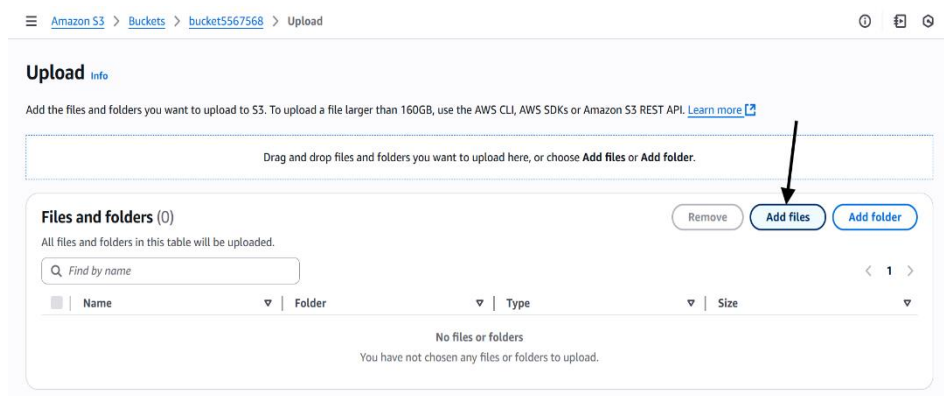 Amazon S3 > Buckets > bucket5567568 > Upload
Upload Info
Add the files and folders you want to upload to S3. To upload a file larger than 160GB, use the AWS CLI, AWS SDKs or Amazon S3 REST API. Learn more
Drag and drop files and folders you want to upload here, or choose Add files or Add folder.
Files and folders (0)
Remove
Add files
Add folder
All files and folders in this table will be uploaded.
Find by name
< 1 >
Name | Folder | Type | Size
No files or folders
You have not chosen any files or folders to upload.